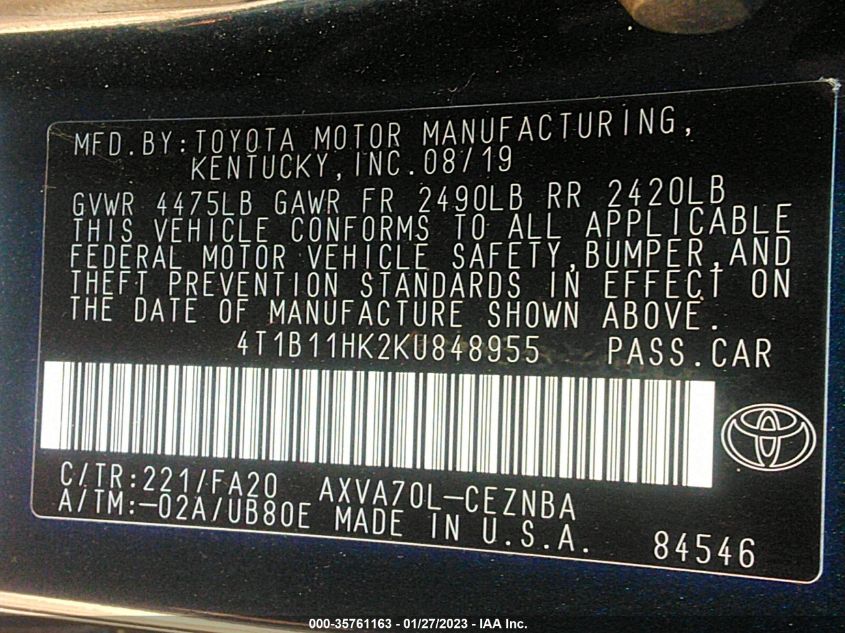 MFD.BY:TOYOTA MOTOR MANUFACTURING,
KENTUCKY,INC.08/19
GVWR 4475LB GAWR FR 2490LB RR 2420LB
THIS VEHICLE CONFORMS TO ALL APPLICABLE
FEDERAL MOTOR VEHICLE SAFETY,BUMPER,AND
THEFT PREVENTION STANDARDS IN EFFECT ON
THE DATE OF MANUFACTURE SHOWN ABOVE.
4T1B11HK2KU848955 PASS.CAR
C/TR:221/FA20 AXVA70L-CEZNBA
A/TM:-02A/UB80E MADE IN U.S.A. 84546
000-35761163 - 01/27/2023 - IAA Inc.